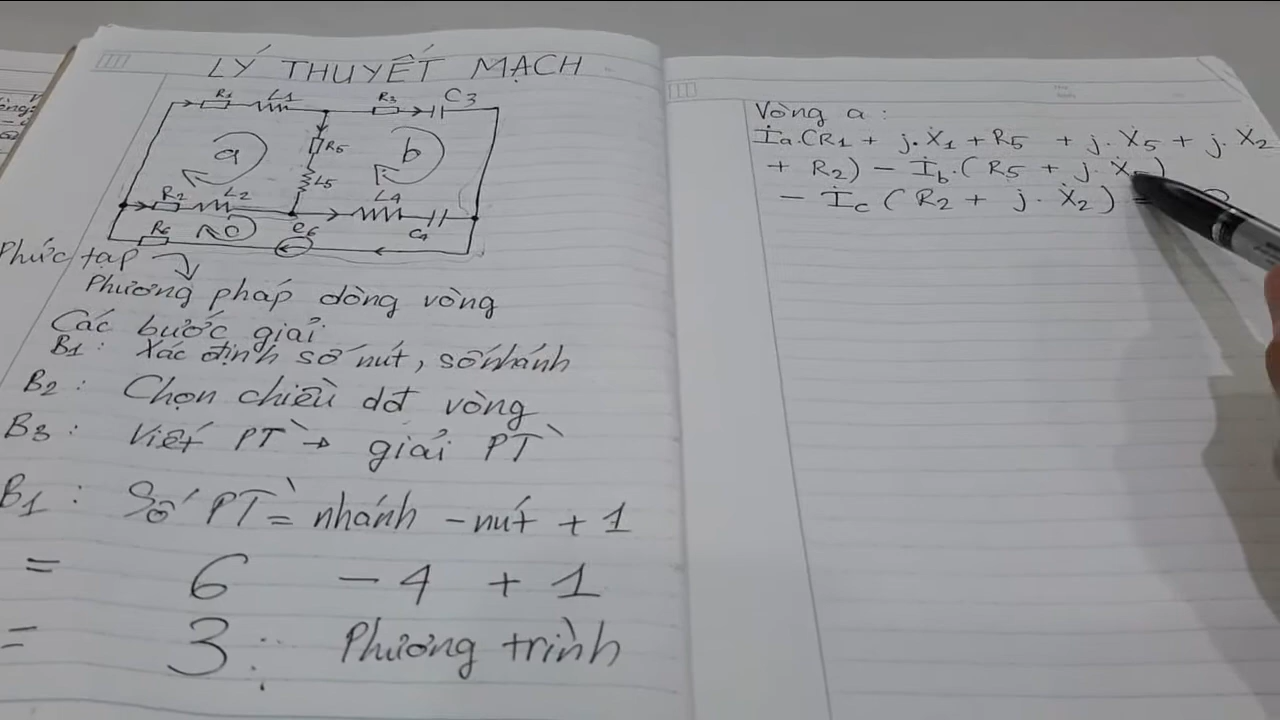 LÝ THUYẾT MẠCH
R1 L1 R3 C3
a R5 b
L5
R2 L2 L4
R6 c e6 C4
Phức tạp
Phương pháp dòng vòng
Các bước giải
B1: Xác định số nút, số nhánh
B2: Chọn chiều dđ vòng
B3: Viết PT → giải PT
B1: Số PT = nhánh - nút + 1
= 6 - 4 + 1
= 3 Phương trình
Vòng a:
İa.(R1 + j.X1 + R5 + j.X5 + j.X2
+ R2) - İb.(R5 + j.X5)
- İc (R2 + j.X2) =